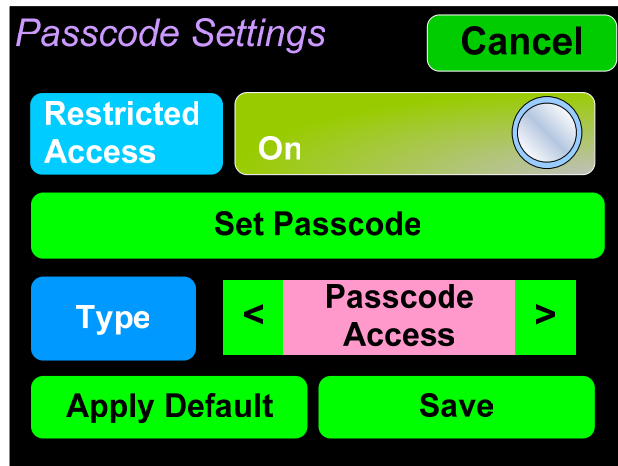 Passcode Settings
Cancel
Restricted
Access
On
Set Passcode
Type
<
Passcode
Access
>
Apply Default
Save